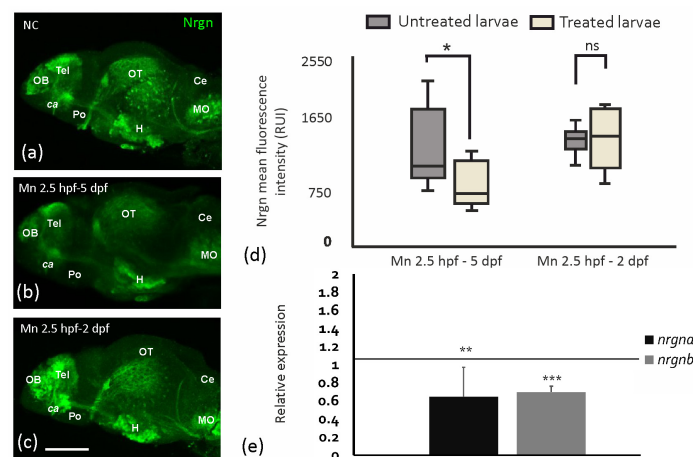 NC
Nrgn
OB
Tel
OT
Ce
ca
Po
H
MO
(a)
Mn 2.5 hpf-5 dpf
OB
Tel
OT
Ce
ca
Po
H
MO
(b)
Mn 2.5 hpf-2 dpf
OB
Tel
OT
Ce
ca
Po
H
MO
(c)
Untreated larvae
Treated larvae
Nrgn mean fluorescence
intensity (RUI)
2550
1650
750
0
*
ns
(d)
Mn 2.5 hpf - 5 dpf
Mn 2.5 hpf - 2 dpf
Relative expression
2
1.8
1.6
1.4
1.2
1
0.8
0.6
0.4
0.2
0
**
***
nrgna
nrgnb
(e)